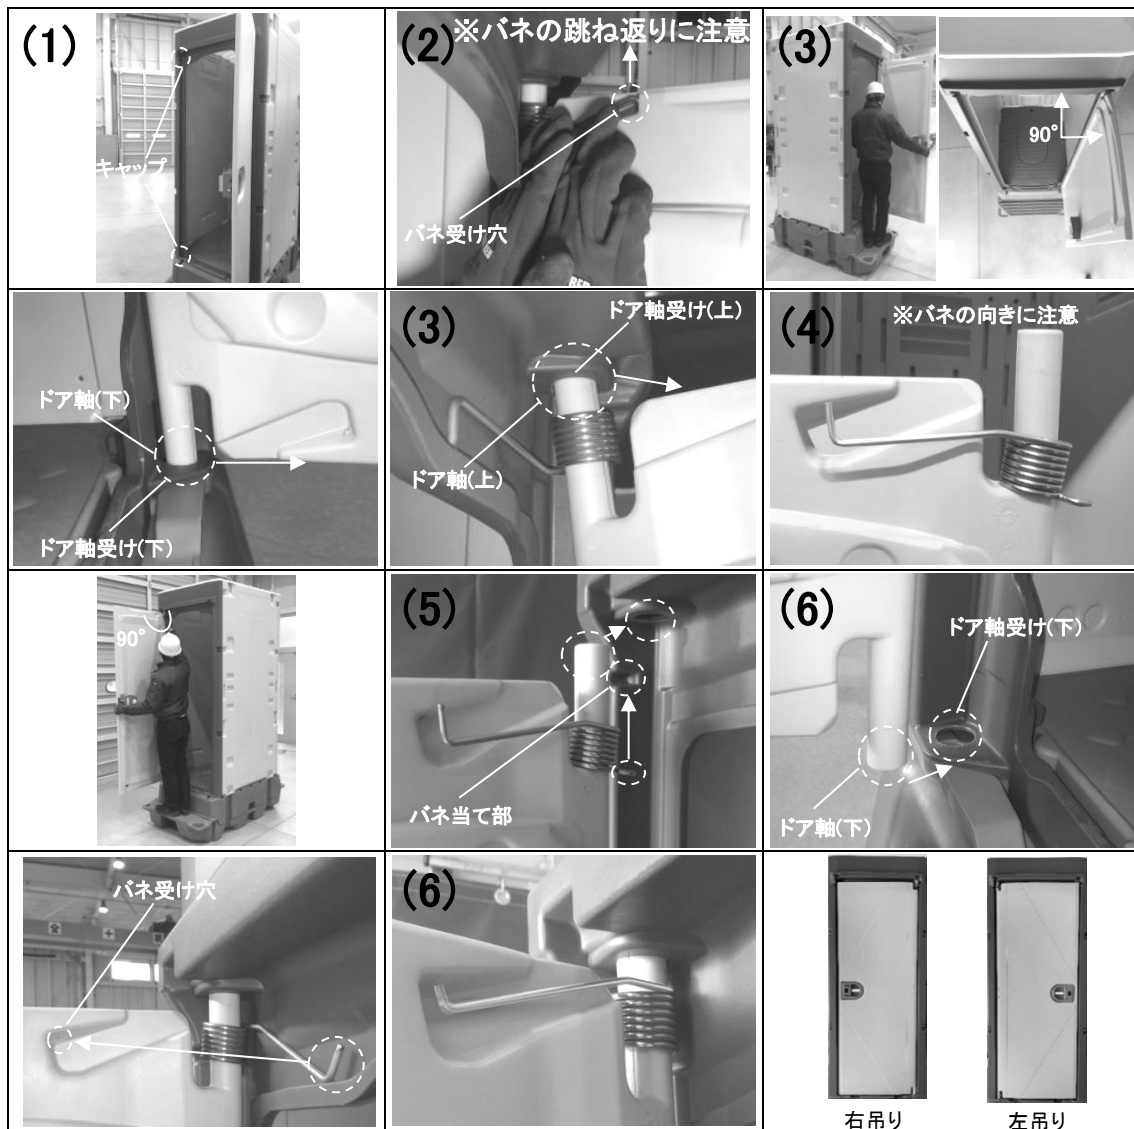 (1)
キャップ
(2)
※バネの跳ね返りに注意
バネ受け穴
(3)
90°
ドア軸(下)
ドア軸受け(下)
(3)
ドア軸受け(上)
ドア軸(上)
(4)
※バネの向きに注意
90°
(5)
バネ当て部
(6)
ドア軸受け(下)
ドア軸(下)
バネ受け穴
(6)
右吊り
左吊り